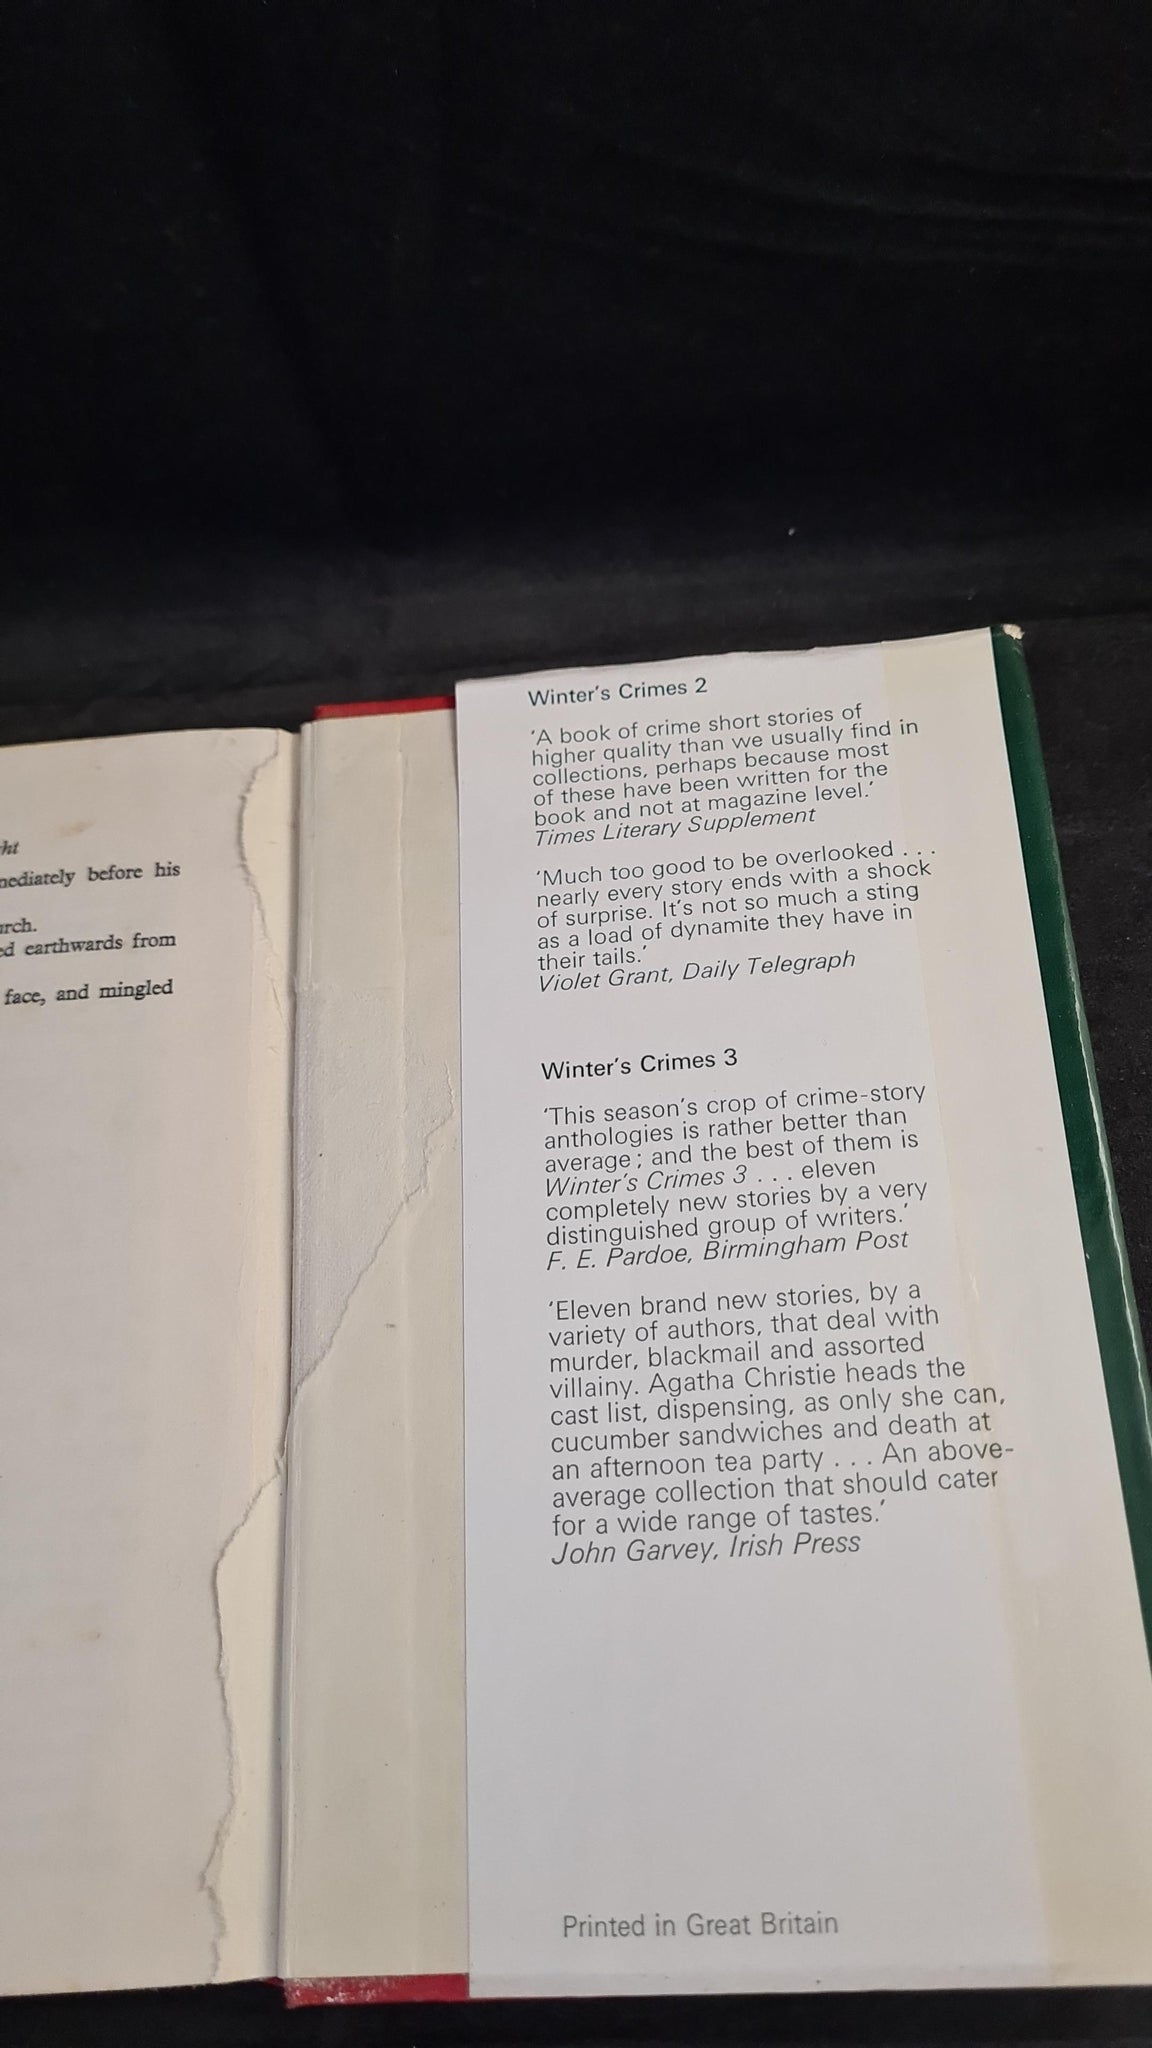 ht
mediately before his
urch.
ed earthwards from
face, and mingled
Winter's Crimes 2
'A book of crime short stories of
higher quality than we usually find in
collections, perhaps because most
of these have been written for the
book and not at magazine level.'
Times Literary Supplement
'Much too good to be overlooked . . .
nearly every story ends with a shock
of surprise. It's not so much a sting
as a load of dynamite they have in
their tails.'
Violet Grant, Daily Telegraph
Winter's Crimes 3
'This season's crop of crime-story
anthologies is rather better than
average; and the best of them is
Winter's Crimes 3 . . . eleven
completely new stories by a very
distinguished group of writers.'
F. E. Pardoe, Birmingham Post
'Eleven brand new stories, by a
variety of authors, that deal with
murder, blackmail and assorted
villainy. Agatha Christie heads the
cast list, dispensing, as only she can,
cucumber sandwiches and death at
an afternoon tea party . . . An above-
average collection that should cater
for a wide range of tastes.'
John Garvey, Irish Press
Printed in Great Britain